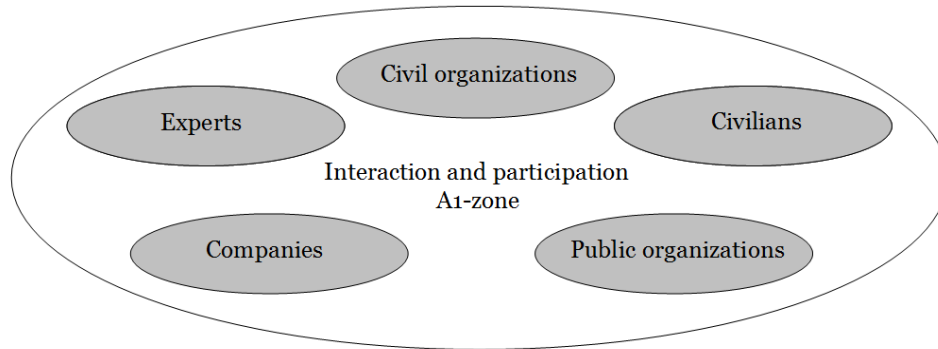 Civil organizations
Experts
Civilians
Interaction and participation
A1-zone
Companies
Public organizations